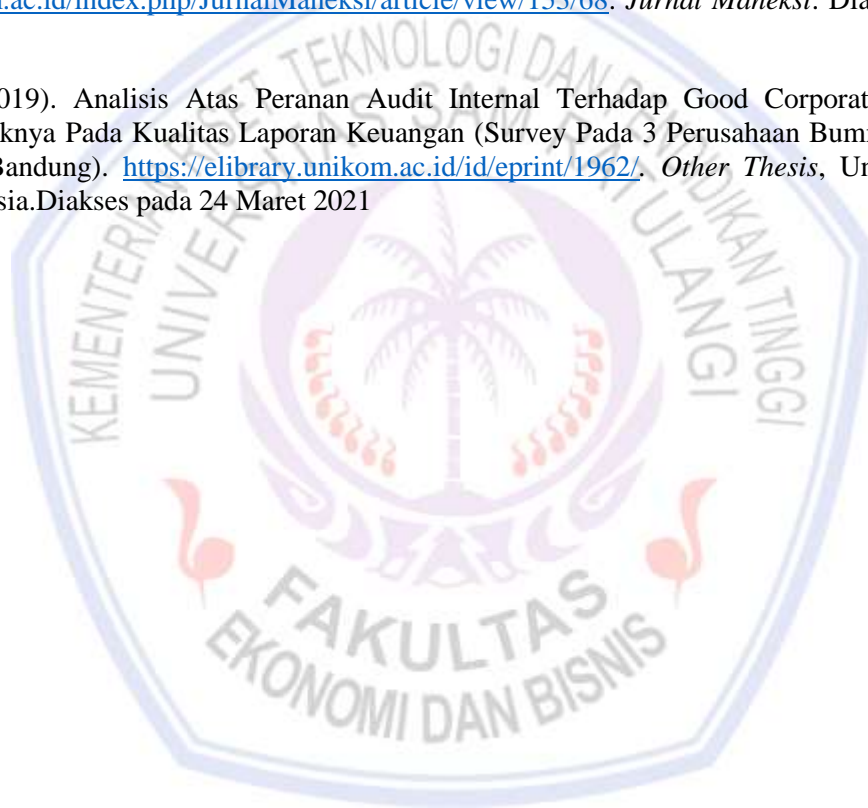 .ac.id/index.php/JurnalManeksi/article/view/153/68. Jurnal Maneksi. Dia
019). Analisis Atas Peranan Audit Internal Terhadap Good Corporat
knya Pada Kualitas Laporan Keuangan (Survey Pada 3 Perusahaan Bum
Bandung). https://elibrary.unikom.ac.id/id/eprint/1962/. Other Thesis, Un
sia.Diakses pada 24 Maret 2021
KEMENTERIAN RISET TEKNOLOGI DAN PENDIDIKAN TINGGI
UNIVERSITAS SAM RATULANGI
FAKULTAS
EKONOMI DAN BISNIS